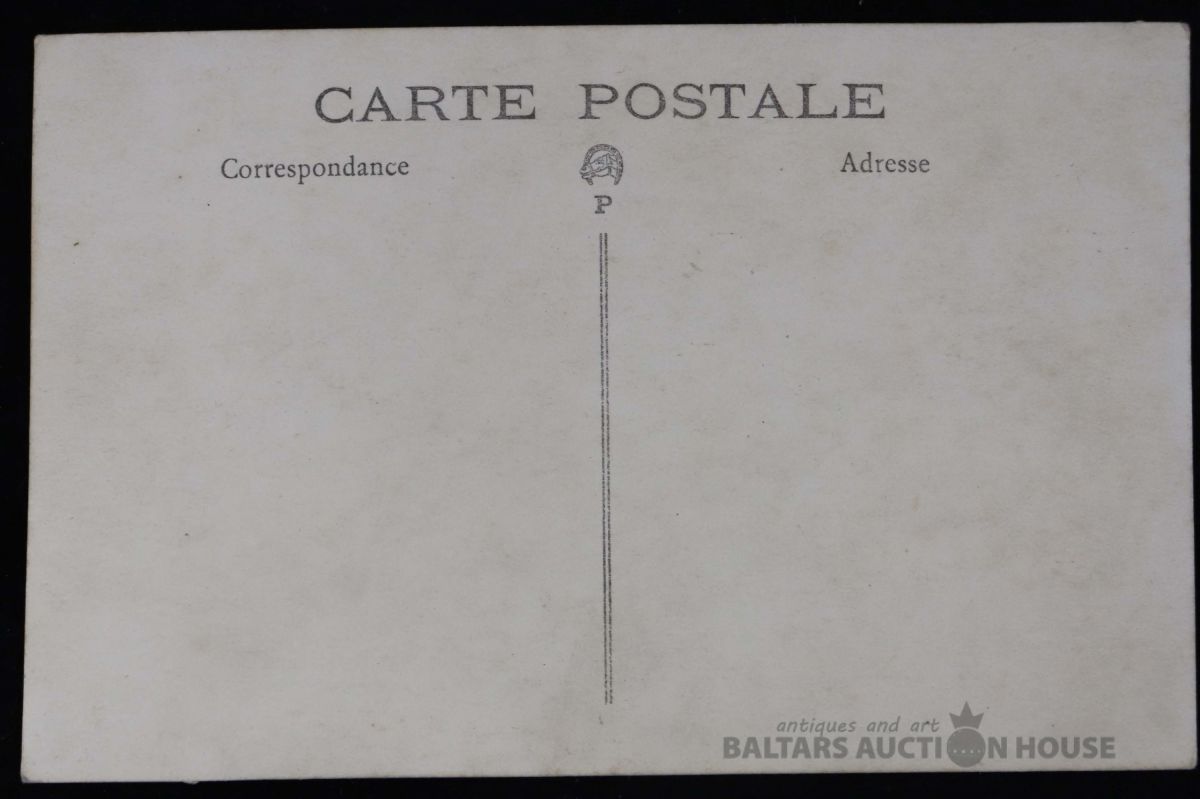 CARTE POSTALE
Correspondance
Adresse
P
antiques and art
BALTARS AUCTION HOUSE